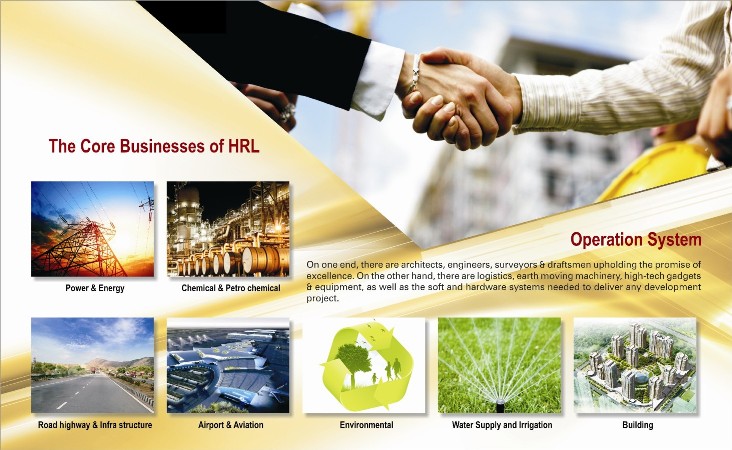 The Core Businesses of HRL
Power & Energy
Chemical & Petro chemical
Operation System
On one end, there are architects, engineers, surveyors & draftsmen upholding the promise of
excellence. On the other hand, there are logistics, earth moving machinery, high-tech gadgets
& equipment, as well as the soft and hardware systems needed to deliver any development
project.
Road highway & Infra structure
Airport & Aviation
Environmental
Water Supply and Irrigation
Building